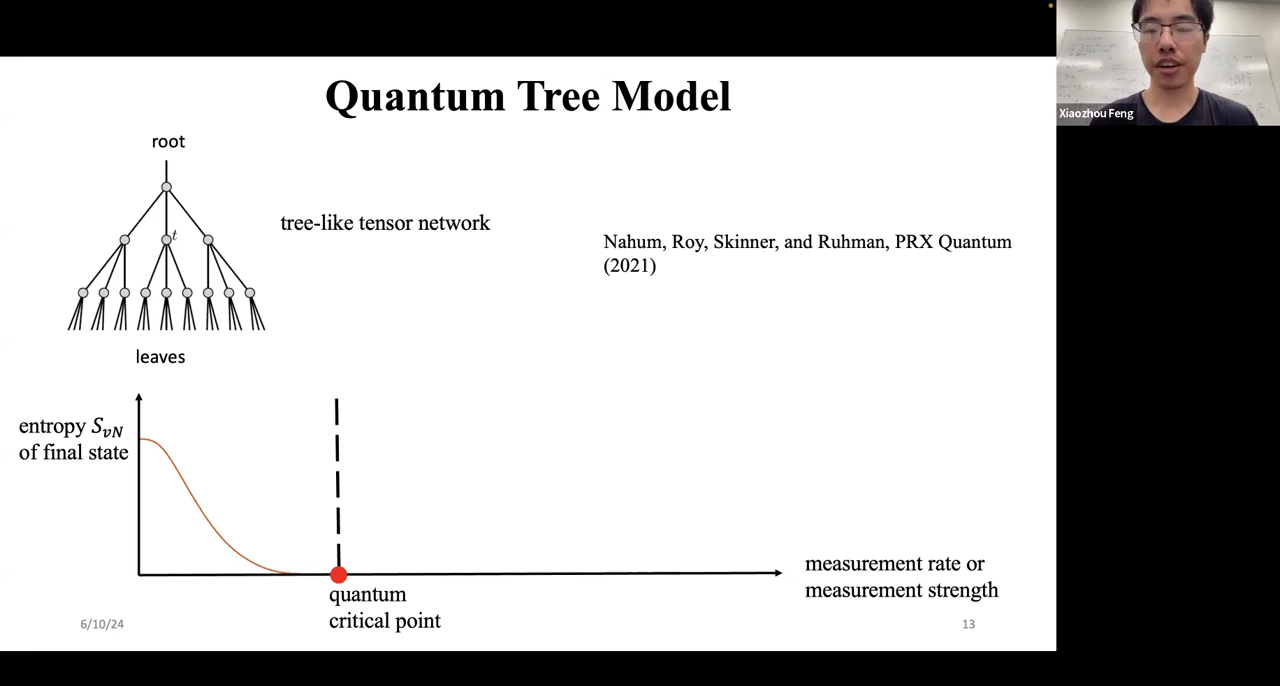 Quantum Tree Model
root
t
tree-like tensor network
Nahum, Roy, Skinner, and Ruhman, PRX Quantum
(2021)
leaves
entropy S_vN
of final state
quantum
critical point
measurement rate or
measurement strength
6/10/24
13
Xiaozhou Feng